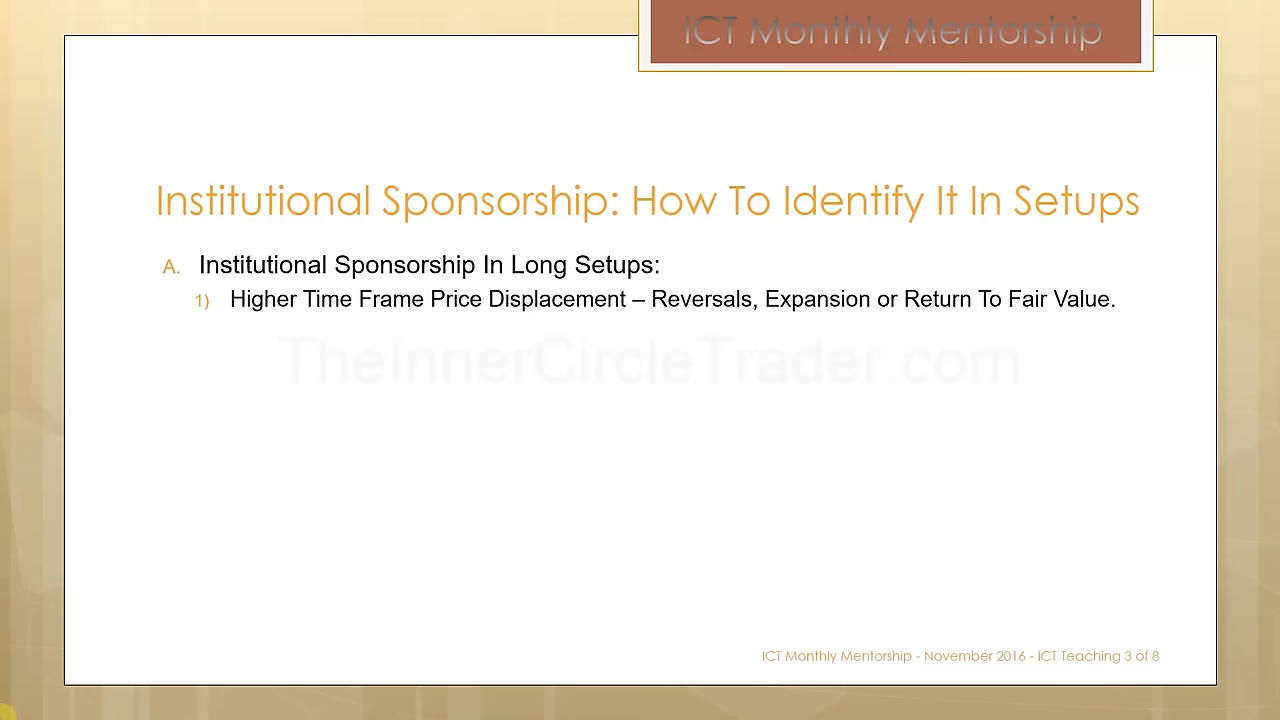 ICT Monthly Mentorship
Institutional Sponsorship: How To Identify It In Setups
A. Institutional Sponsorship In Long Setups:
1) Higher Time Frame Price Displacement – Reversals, Expansion or Return To Fair Value.
TheInnerCircleTrader.com
ICT Monthly Mentorship - November 2016 - ICT Teaching 3 of 8